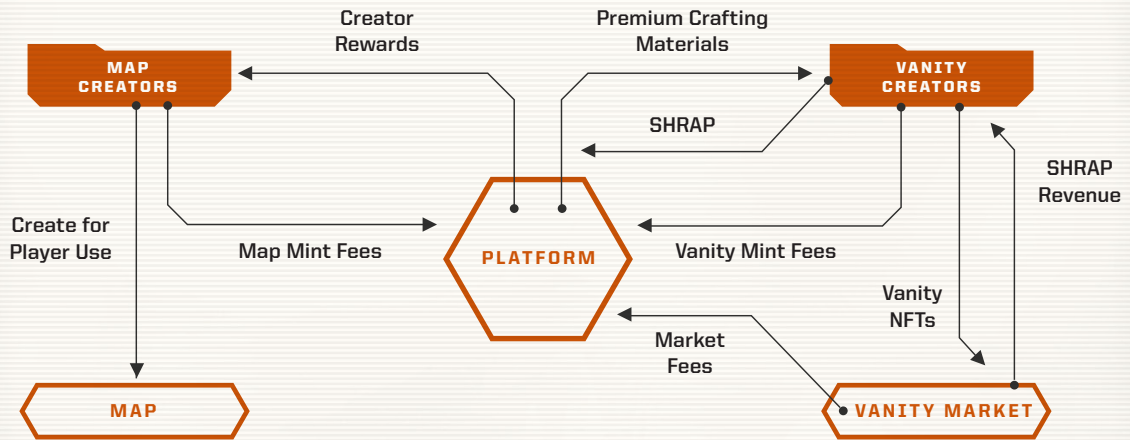 Creator
Rewards
Premium Crafting
Materials
MAP
CREATORS
VANITY
CREATORS
SHRAP
SHRAP
Revenue
Create for
Player Use
Map Mint Fees
PLATFORM
Vanity Mint Fees
Vanity
NFTs
Market
Fees
MAP
VANITY MARKET